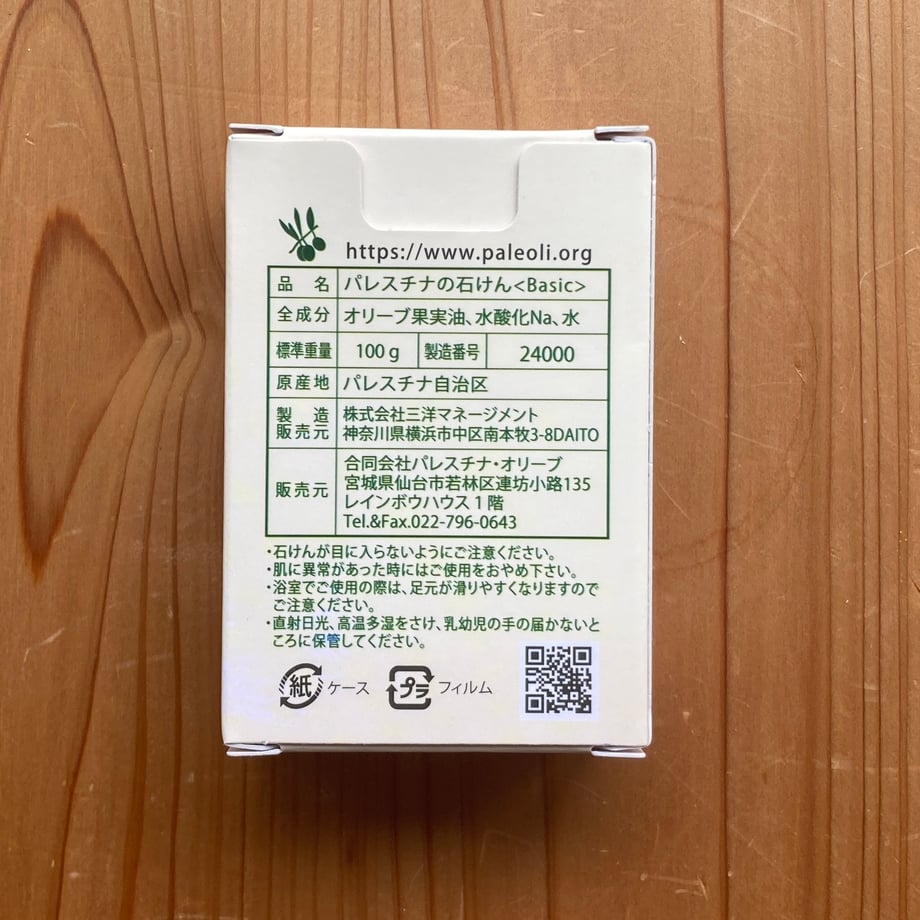 https://www.paleoli.org
品名 パレスチナの石けん<Basic>
全成分 オリーブ果実油、水酸化Na、水
標準重量 100g 製造番号 24000
原産地 パレスチナ自治区
製造販売元 株式会社三洋マネージメント
神奈川県横浜市中区南本牧3-8DAITO
販売元 合同会社パレスチナ・オリーブ
宮城県仙台市若林区連坊小路135
レインボウハウス1階
Tel.&Fax.022-796-0643
・石けんが目に入らないようにご注意ください。
・肌に異常があった時にはご使用をおやめ下さい。
・浴室でご使用の際は、足元が滑りやすくなりますので
ご注意ください。
・直射日光、高温多湿をさけ、乳幼児の手の届かないと
ころに保管してください。
紙 ケース プラ フィルム